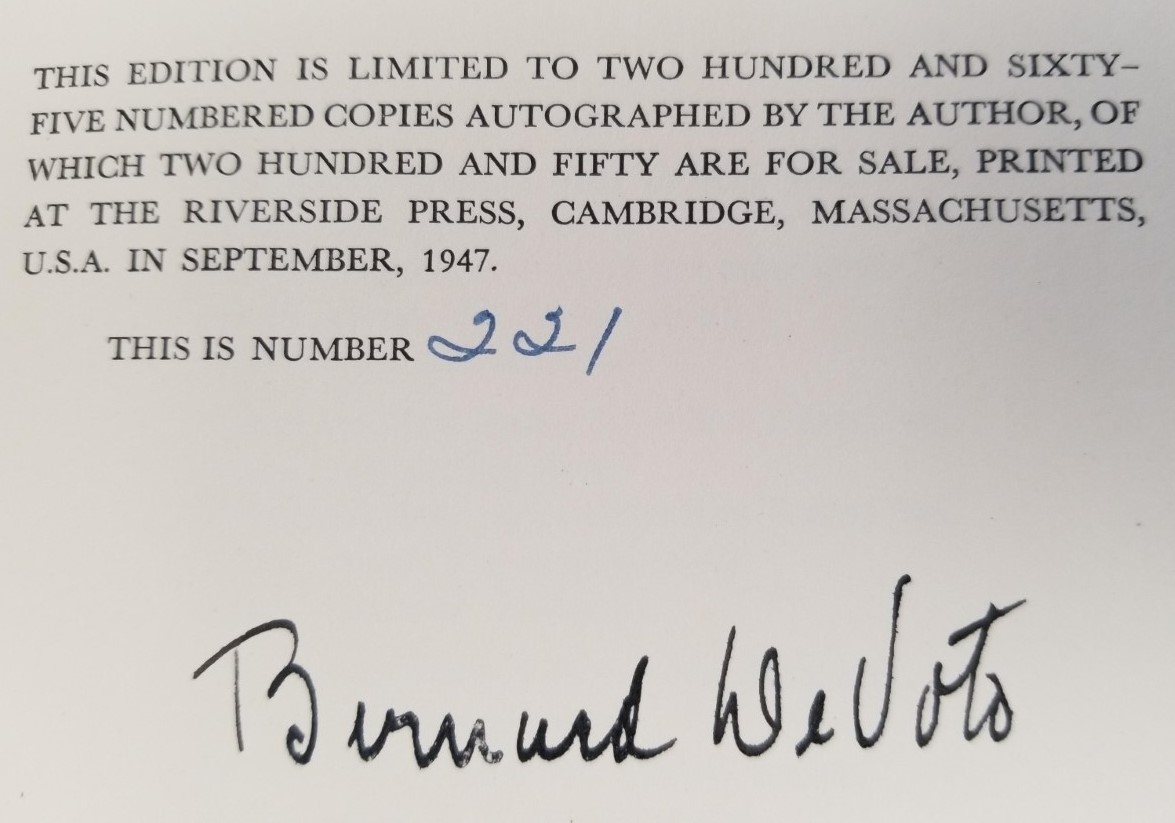 THIS EDITION IS LIMITED TO TWO HUNDRED AND SIXTY-
FIVE NUMBERED COPIES AUTOGRAPHED BY THE AUTHOR, OF
WHICH TWO HUNDRED AND FIFTY ARE FOR SALE, PRINTED
AT THE RIVERSIDE PRESS, CAMBRIDGE, MASSACHUSETTS,
U.S.A. IN SEPTEMBER, 1947.
THIS IS NUMBER 221
Bernard DeVoto